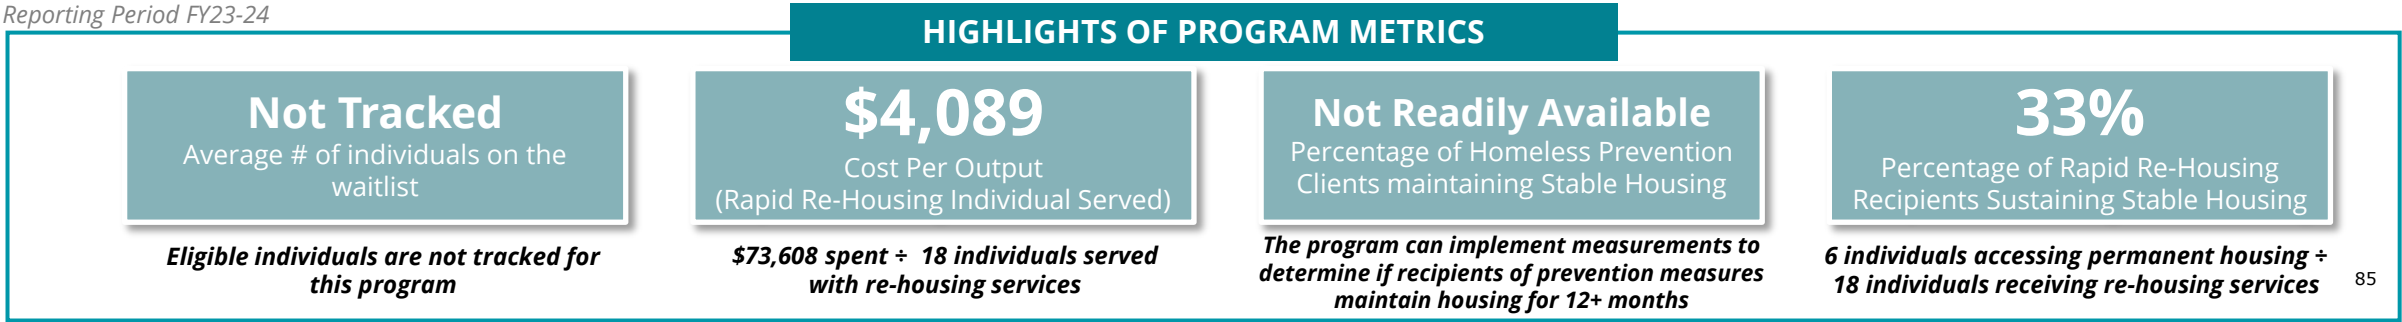 Reporting Period FY23-24
HIGHLIGHTS OF PROGRAM METRICS
Not Tracked
Average # of individuals on the
waitlist
Eligible individuals are not tracked for
this program
$4,089
Cost Per Output
(Rapid Re-Housing Individual Served)
$73,608 spent ÷ 18 individuals served
with re-housing services
Not Readily Available
Percentage of Homeless Prevention
Clients maintaining Stable Housing
The program can implement measurements to
determine if recipients of prevention measures
maintain housing for 12+ months
33%
Percentage of Rapid Re-Housing
Recipients Sustaining Stable Housing
6 individuals accessing permanent housing ÷
18 individuals receiving re-housing services
85